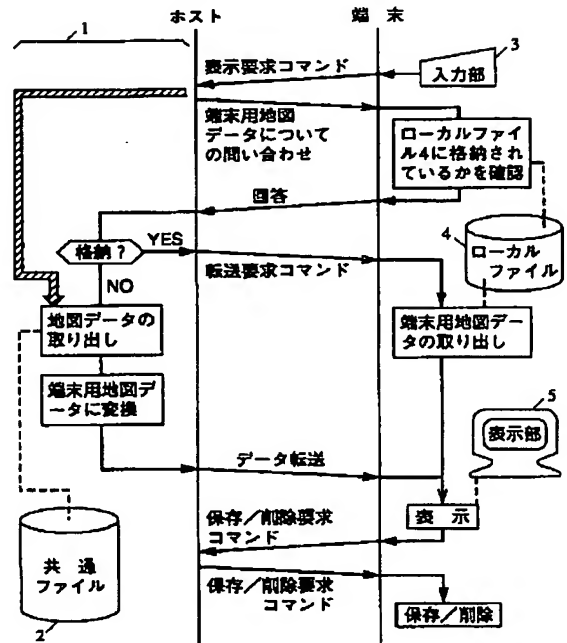 ホスト
端 末
1
3
表示要求コマンド
入力部
端末用地図
データについて
の問い合わせ
ローカルファイ
ル4に格納され
ているかを確認
回答
格納?
YES
転送要求コマンド
4
ローカル
ファイル
NO
地図データの
取り出し
端末用地図デー
タの取り出し
端末用地図デ
ータに変換
5
表示部
データ転送
表 示
保存/削除要求
コマンド
共 通
ファイル
2
保存/削除要求
コマンド
保存/削除